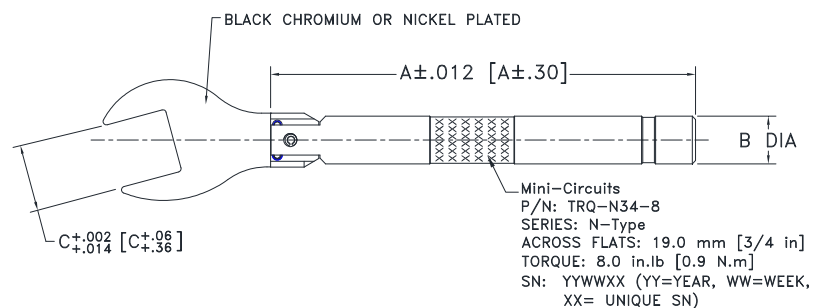 BLACK CHROMIUM OR NICKEL PLATED
A±.012 [A±.30]
B DIA
C+.002 +.014 [C+.06 +.36]
Mini-Circuits
P/N: TRQ-N34-8
SERIES: N-Type
ACROSS FLATS: 19.0 mm [3/4 in]
TORQUE: 8.0 in.lb [0.9 N.m]
SN: YYWWXX (YY=YEAR, WW=WEEK,
XX= UNIQUE SN)